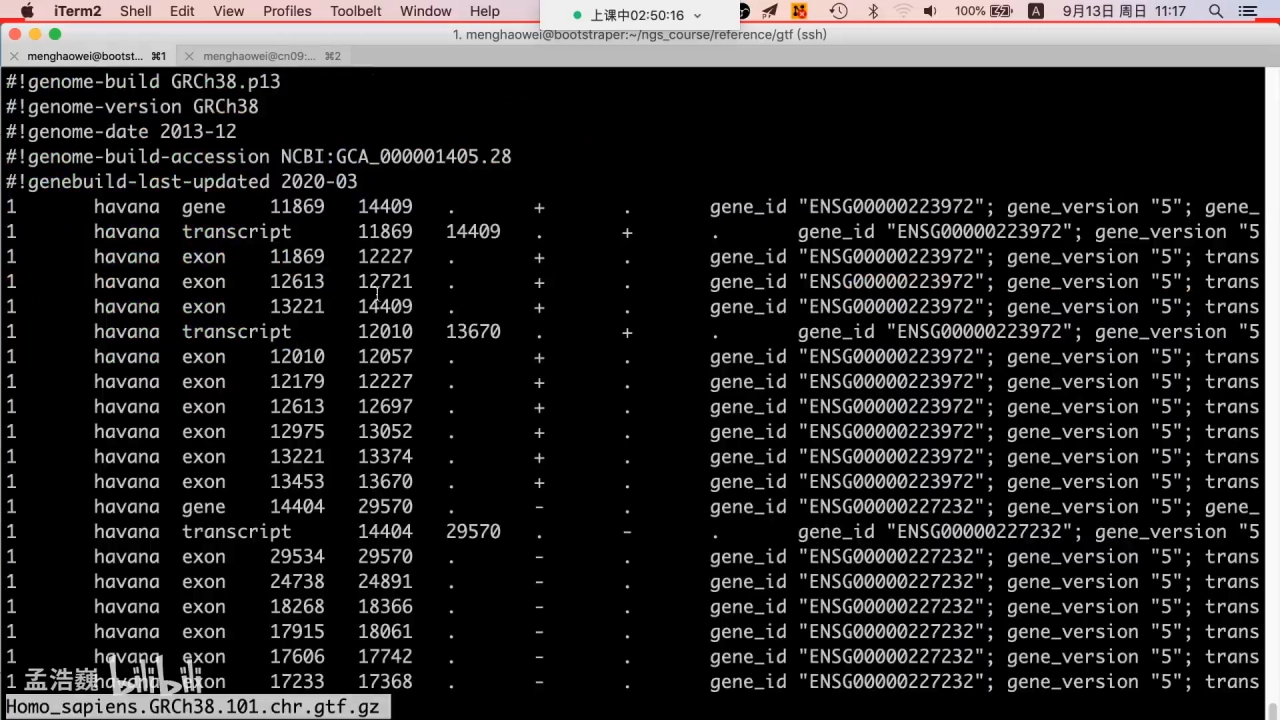 iTerm2 Shell Edit View Profiles Toolbelt Window Help 上课中02:50:16 100% A 9月13日 周日 11:17
1. menghaowei@bootstraper:~/ngs_course/reference/gtf (ssh)
menghaowei@bootst... ⌘1 menghaowei@cn09:... ⌘2
#!genome-build GRCh38.p13
#!genome-version GRCh38
#!genome-date 2013-12
#!genome-build-accession NCBI:GCA_000001405.28
#!genebuild-last-updated 2020-03
1 havana gene 11869 14409 . + . gene_id "ENSG00000223972"; gene_version "5"; gene_
1 havana transcript 11869 14409 . + . gene_id "ENSG00000223972"; gene_version "5
1 havana exon 11869 12227 . + . gene_id "ENSG00000223972"; gene_version "5"; trans
1 havana exon 12613 12721 . + . gene_id "ENSG00000223972"; gene_version "5"; trans
1 havana exon 13221 14409 . + . gene_id "ENSG00000223972"; gene_version "5"; trans
1 havana transcript 12010 13670 . + . gene_id "ENSG00000223972"; gene_version "5
1 havana exon 12010 12057 . + . gene_id "ENSG00000223972"; gene_version "5"; trans
1 havana exon 12179 12227 . + . gene_id "ENSG00000223972"; gene_version "5"; trans
1 havana exon 12613 12697 . + . gene_id "ENSG00000223972"; gene_version "5"; trans
1 havana exon 12975 13052 . + . gene_id "ENSG00000223972"; gene_version "5"; trans
1 havana exon 13221 13374 . + . gene_id "ENSG00000223972"; gene_version "5"; trans
1 havana exon 13453 13670 . + . gene_id "ENSG00000223972"; gene_version "5"; trans
1 havana gene 14404 29570 . - . gene_id "ENSG00000227232"; gene_version "5"; gene_
1 havana transcript 14404 29570 . - . gene_id "ENSG00000227232"; gene_version "5
1 havana exon 29534 29570 . - . gene_id "ENSG00000227232"; gene_version "5"; trans
1 havana exon 24738 24891 . - . gene_id "ENSG00000227232"; gene_version "5"; trans
1 havana exon 18268 18366 . - . gene_id "ENSG00000227232"; gene_version "5"; trans
1 havana exon 17915 18061 . - . gene_id "ENSG00000227232"; gene_version "5"; trans
1 havana exon 17606 17742 . - . gene_id "ENSG00000227232"; gene_version "5"; trans
1 havana exon 17233 17368 . - . gene_id "ENSG00000227232"; gene_version "5"; trans
孟浩巍 bilibili
Homo_sapiens.GRCh38.101.chr.gtf.gz